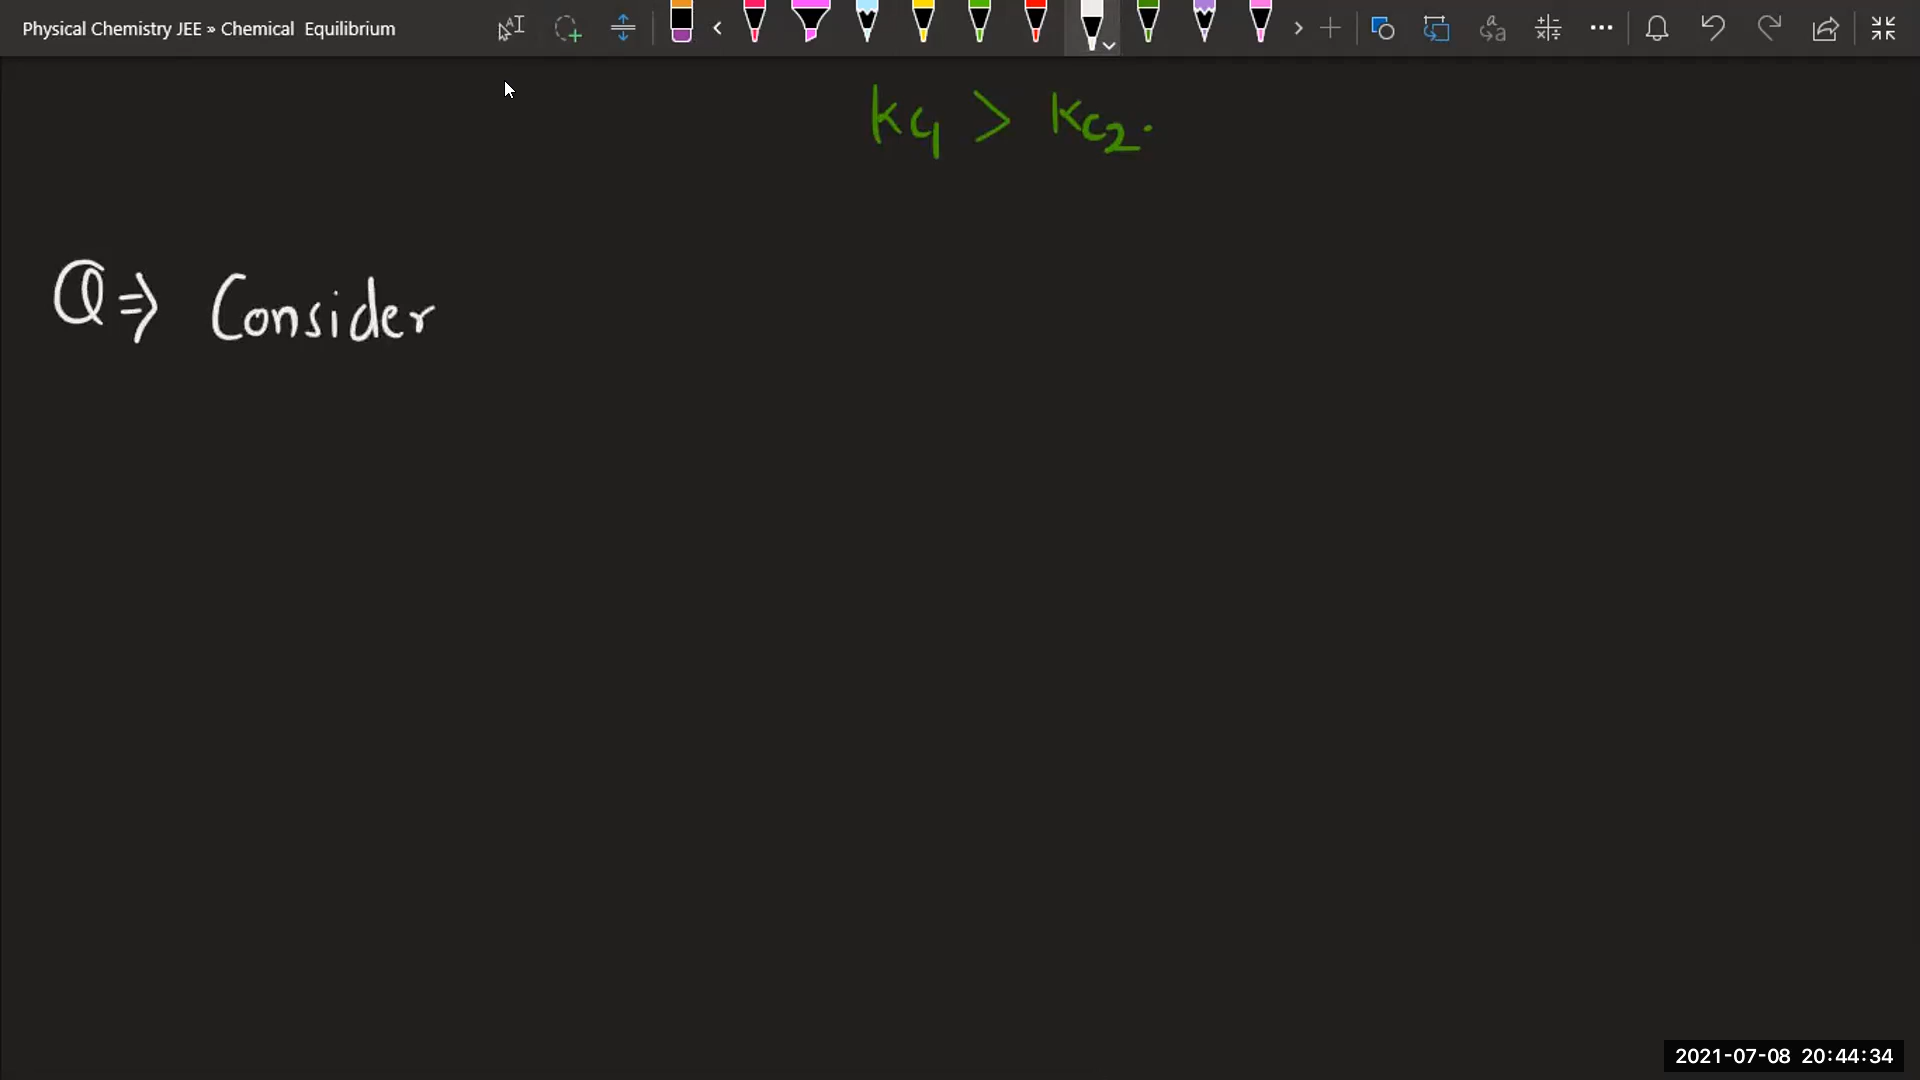 Physical Chemistry JEE » Chemical Equilibrium
Kc1 > Kc2.
Q⇒ Consider
2021-07-08 20:44:34